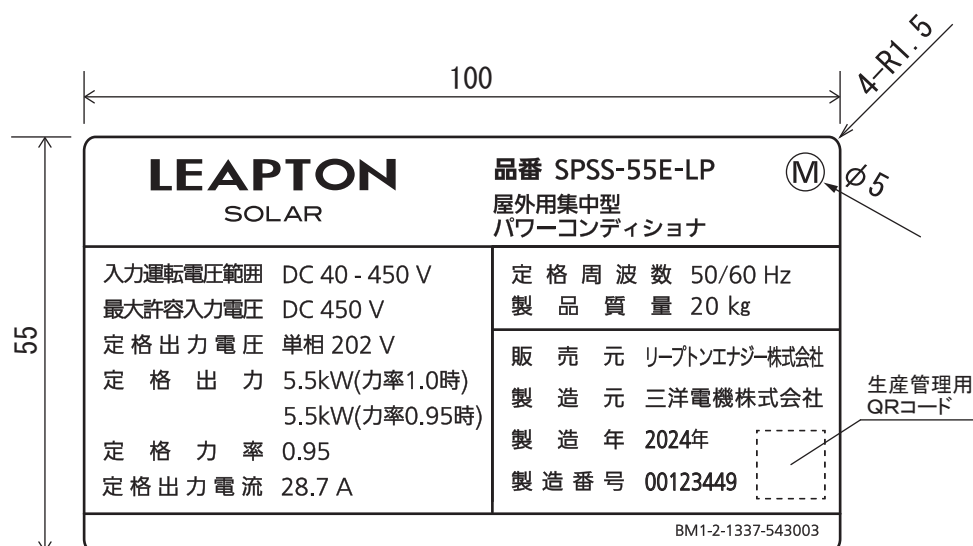 100
4-R1.5
LEAPTON
SOLAR
品番 SPSS-55E-LP
屋外用集中型
パワーコンディショナ
M
φ5
55
入力運転電圧範囲 DC 40 - 450 V
最大許容入力電圧 DC 450 V
定格出力電圧 単相 202 V
定格出力 5.5kW(力率1.0時)
5.5kW(力率0.95時)
定格力率 0.95
定格出力電流 28.7 A
定格周波数 50/60 Hz
製品質量 20 kg
販売元 リープトンエナジー株式会社
製造元 三洋電機株式会社
製造年 2024年
製造番号 00123449
生産管理用
QRコード
BM1-2-1337-543003